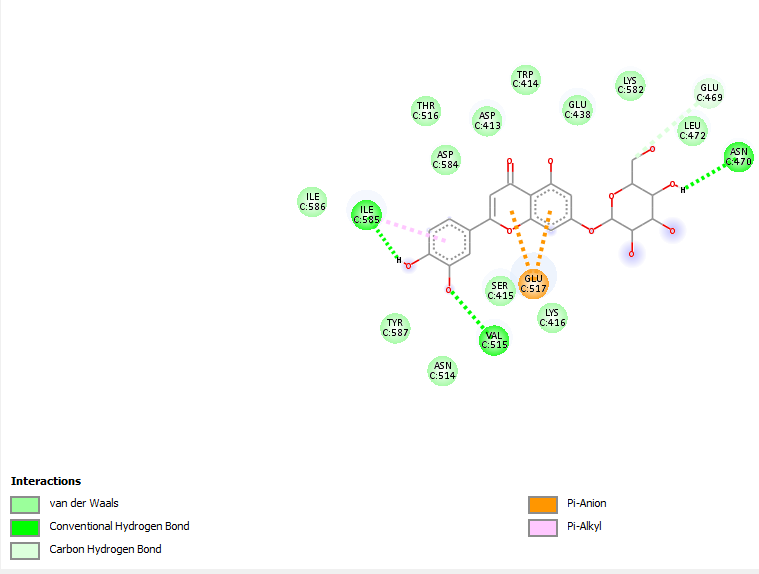 TRP
C:414
LYS
C:582
GLU
C:469
THR
C:516
ASP
C:413
GLU
C:438
LEU
C:472
ASP
C:584
ASN
C:470
O
O
O
O
H
ILE
C:586
ILE
C:585
O
O
O
O
O
H
O
O
O
SER
C:415
GLU
C:517
LYS
C:416
TYR
C:587
VAL
C:515
ASN
C:514
Interactions
van der Waals
Conventional Hydrogen Bond
Carbon Hydrogen Bond
Pi-Anion
Pi-Alkyl